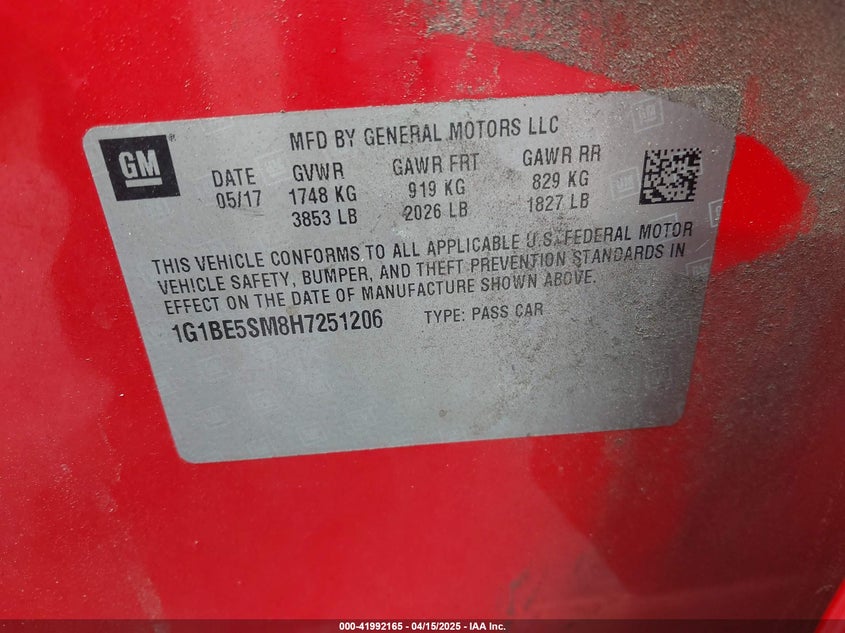 GM
MFD BY GENERAL MOTORS LLC
DATE GVWR GAWR FRT GAWR RR
05/17 1748 KG 919 KG 829 KG
3853 LB 2026 LB 1827 LB
THIS VEHICLE CONFORMS TO ALL APPLICABLE U.S. FEDERAL MOTOR
VEHICLE SAFETY, BUMPER, AND THEFT PREVENTION STANDARDS IN
EFFECT ON THE DATE OF MANUFACTURE SHOWN ABOVE.
1G1BE5SM8H7251206 TYPE: PASS CAR
000-41992165 - 04/15/2025 - IAA Inc.